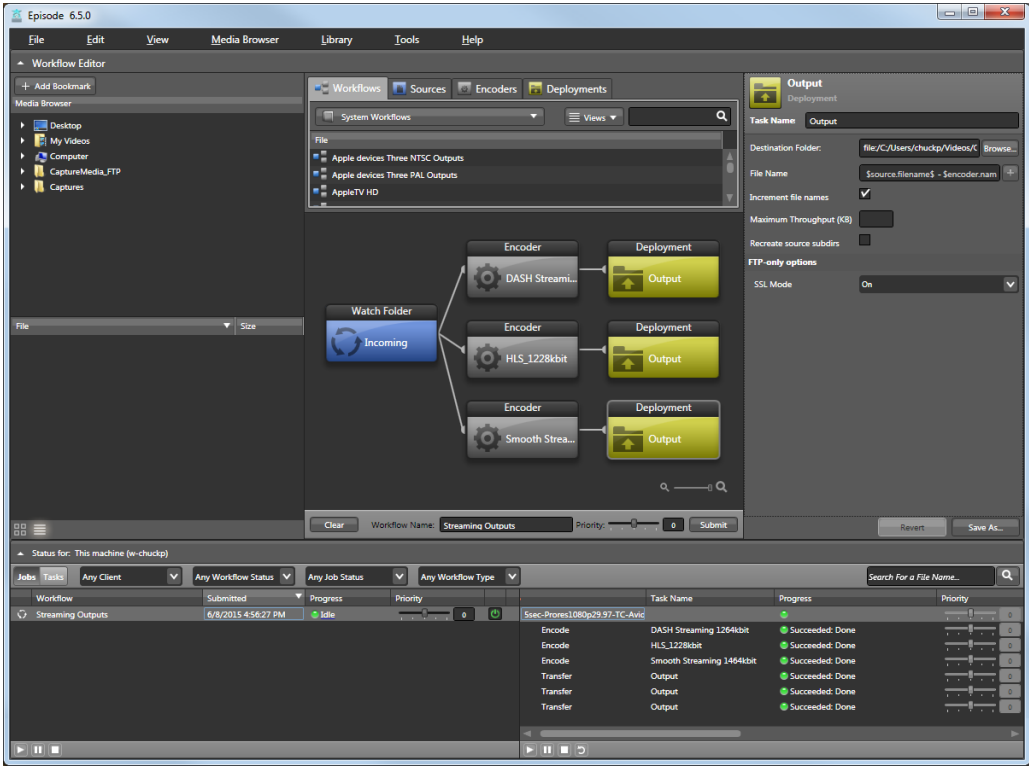 Episode 6.5.0
File Edit View Media Browser Library Tools Help
Workflow Editor
+ Add Bookmark
Media Browser
Desktop
My Videos
Computer
CaptureMedia_FTP
Captures
File Size
Workflows Sources Encoders Deployments
System Workflows Views
File
Apple devices Three NTSC Outputs
Apple devices Three PAL Outputs
AppleTV HD
Watch Folder
Incoming
Encoder
DASH Streami...
Deployment
Output
Encoder
HLS_1228kbit
Deployment
Output
Encoder
Smooth Strea...
Deployment
Output
Clear Workflow Name: Streaming Outputs Priority: 0 Submit
Output
Deployment
Task Name Output
Destination Folder: file:/C:/Users/chuckp/Videos/C Browse...
File Name $source.filename$ - $encoder.nam +
Increment file names
Maximum Throughput (KB)
Recreate source subdirs
FTP-only options
SSL Mode On
Revert Save As...
Status for: This machine (w-chuckp)
Jobs Tasks Any Client Any Workflow Status Any Job Status Any Workflow Type Search For a File Name...
Workflow Submitted Progress Priority
Streaming Outputs 6/8/2015 4:56:27 PM Idle 0
Task Name Progress Priority
5sec-Prores1080p29.97-TC-Avid 0
Encode DASH Streaming 1264kbit Succeeded: Done 0
Encode HLS_1228kbit Succeeded: Done 0
Encode Smooth Streaming 1464kbit Succeeded: Done 0
Transfer Output Succeeded: Done 0
Transfer Output Succeeded: Done 0
Transfer Output Succeeded: Done 0